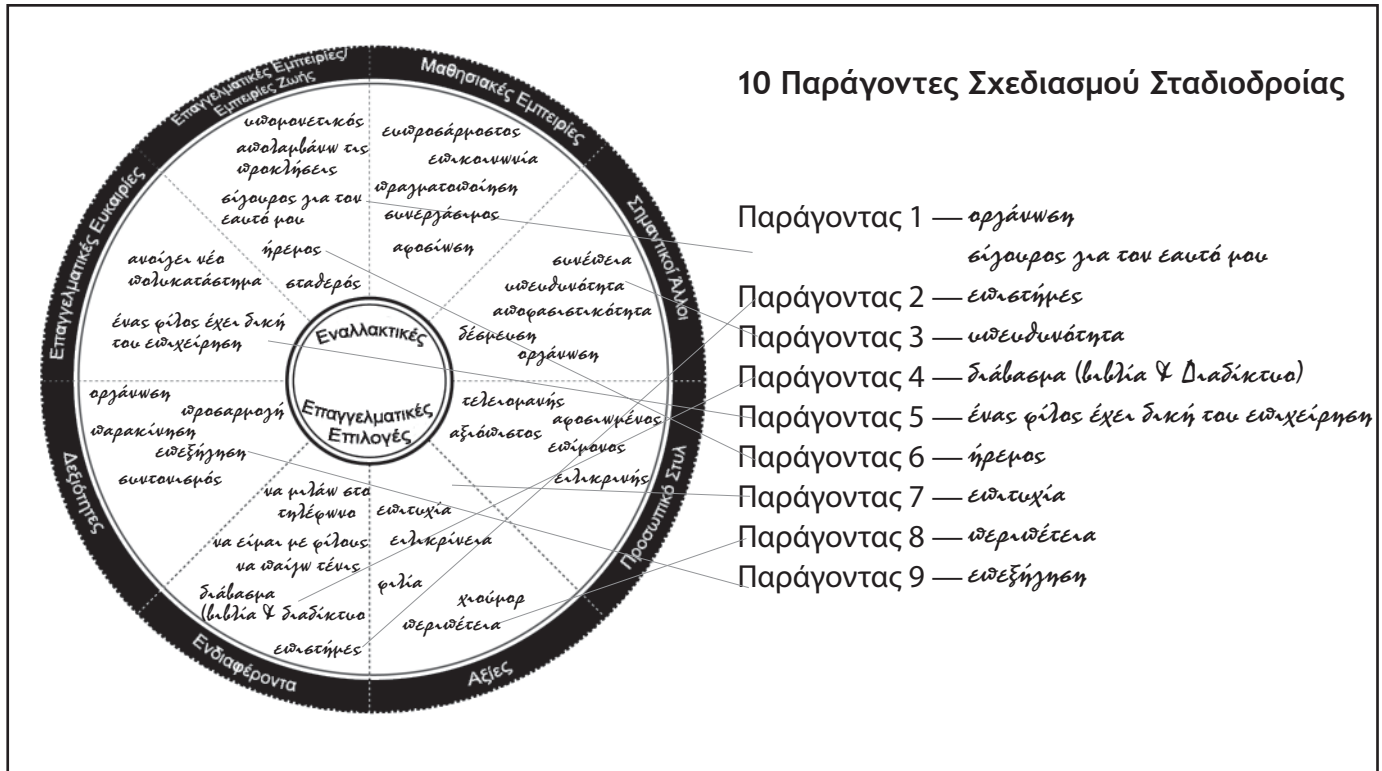 10 Παράγοντες Σχεδιασμού Σταδιοδροίας
Επαγγελματικές Εμπειρίες/
Εμπειρίες Ζωής
υπομονετικός
απολαμβάνω τις
προκλήσεις
σίγουρος για τον
εαυτό μου
ήρεμος
σταθερός
Μαθησιακές Εμπειρίες
ευπροσάρμοστος
επικοινωνία
πραγματοποίηση
συνεργάσιμος
αφοσίωση
Σημαντικοί Άλλοι
συνέπεια
υπευθυνότητα
αποφασιστικότητα
δέσμευση
οργάνωση
Προσωπικό Στυλ
τελειομανής
αφοσιωμένος
αξιόπιστος
επίμονος
ειλικρινής
Αξίες
επιτυχία
ειλικρίνεια
φιλία
χιούμορ
περιπέτεια
Ενδιαφέροντα
να μιλάω στο
τηλέφωνο
να είμαι με φίλους
να παίγω τένις
διάβασμα
(βιβλία & διαδίκτυο
επιστήμες
Δεξιότητες
οργάνωση
προσαρμογή
παρακίνηση
επεξήγηση
συντονισμός
Επαγγελματικές Ευκαιρίες
ανοίγει νέο
πολυκατάστημα
ένας φίλος έχει δική
του επιχείρηση
Εναλλακτικές
Επαγγελματικές
Επιλογές
Παράγοντας 1 — οργάνωση
σίγουρος για τον εαυτό μου
Παράγοντας 2 — επιστήμες
Παράγοντας 3 — υπευθυνότητα
Παράγοντας 4 — διάβασμα (βιβλία & Διαδίκτυο)
Παράγοντας 5 — ένας φίλος έχει δική του επιχείρηση
Παράγοντας 6 — ήρεμος
Παράγοντας 7 — επιτυχία
Παράγοντας 8 — περιπέτεια
Παράγοντας 9 — επεξήγηση